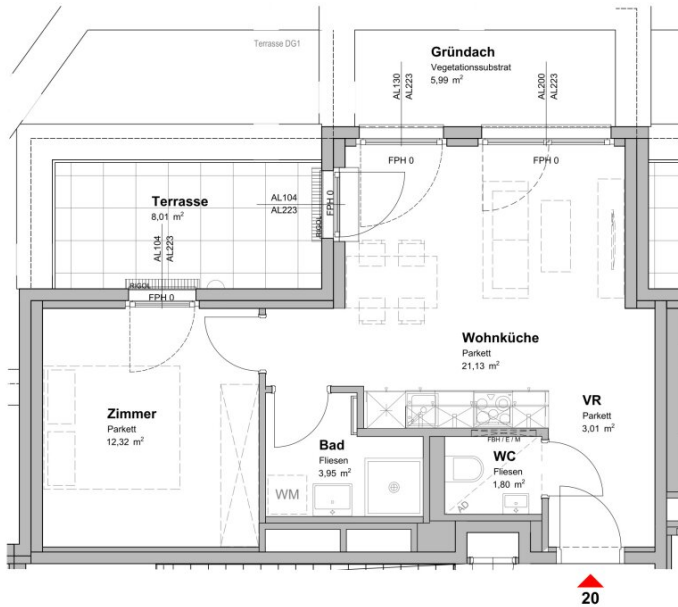 Terrasse DG1
Gründach
Vegetationssubstrat
5,99 m²
AL130
AL223
AL200
AL223
FPH 0
FPH 0
Terrasse
8,01 m²
AL104
AL223
FPH 0
RIGOL
AL104
AL223
RIGOL
FPH 0
Wohnküche
Parkett
21,13 m²
Zimmer
Parkett
12,32 m²
VR
Parkett
3,01 m²
Bad
Fliesen
3,95 m²
FBH / E / M
WC
Fliesen
1,80 m²
WM
AD
20